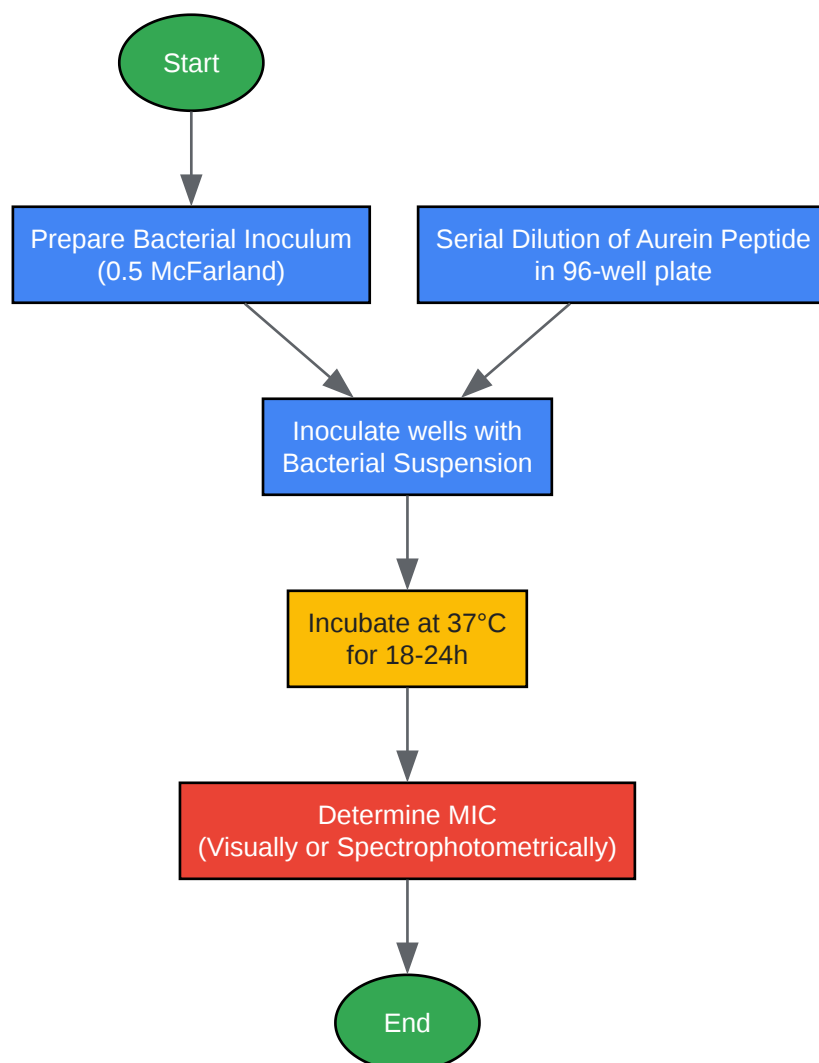 Start
Prepare Bacterial Inoculum
(0.5 McFarland)
Serial Dilution of Aurein Peptide
in 96-well plate
Inoculate wells with
Bacterial Suspension
Incubate at 37°C
for 18-24h
Determine MIC
(Visually or Spectrophotometrically)
End